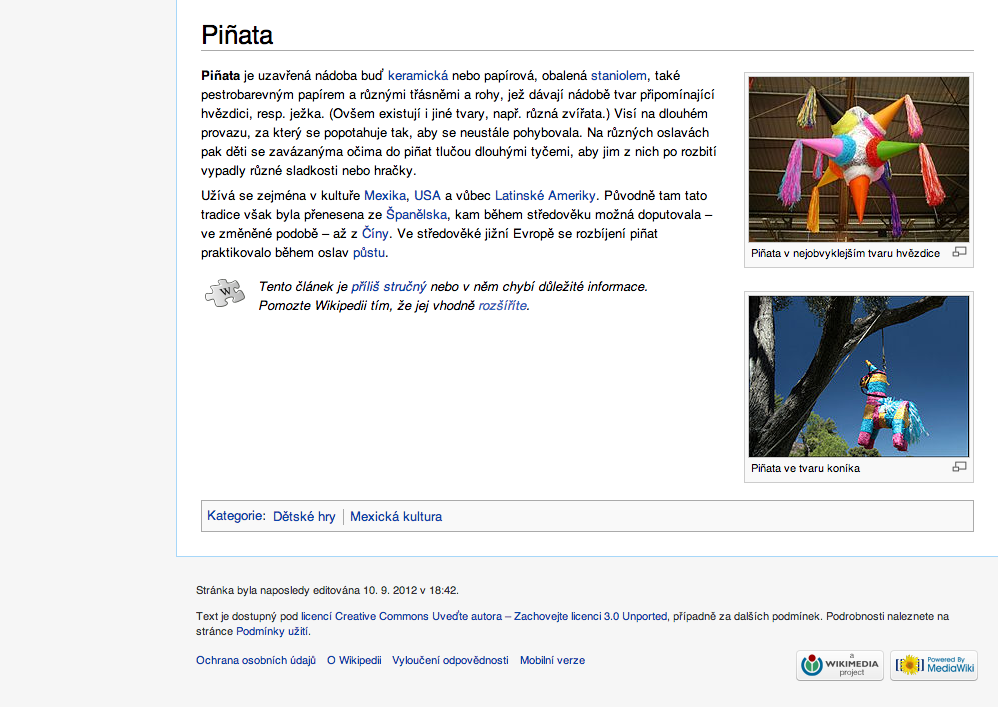 Piñata
Piñata je uzavřená nádoba buď keramická nebo papírová, obalená staniolem, také
pestrobarevným papírem a různými třásněmi a rohy, jež dávají nádobě tvar připomínající
hvězdici, resp. ježka. (Ovšem existují i jiné tvary, např. různá zvířata.) Visí na dlouhém
provazu, za který se popotahuje tak, aby se neustále pohybovala. Na různých oslavách
pak děti se zavázanýma očima do piñat tlučou dlouhými tyčemi, aby jim z nich po rozbití
vypadly různé sladkosti nebo hračky.
Užívá se zejména v kultuře Mexika, USA a vůbec Latinské Ameriky. Původně tam tato
tradice však byla přenesena ze Španělska, kam během středověku možná doputovala –
ve změněné podobě – až z Číny. Ve středověké jižní Evropě se rozbíjení piñat
praktikovalo během oslav půstu.
W
Tento článek je příliš stručný nebo v něm chybí důležité informace.
Pomozte Wikipedii tím, že jej vhodně rozšíříte.
Piñata v nejobvyklejším tvaru hvězdice
Piñata ve tvaru koníka
Kategorie: Dětské hry | Mexická kultura
Stránka byla naposledy editována 10. 9. 2012 v 18:42.
Text je dostupný pod licencí Creative Commons Uveďte autora – Zachovejte licenci 3.0 Unported, případně za dalších podmínek. Podrobnosti naleznete na
stránce Podmínky užití.
Ochrana osobních údajů O Wikipedii Vyloučení odpovědnosti Mobilní verze
a
WIKIMEDIA
project
Powered By
[[ ]] MediaWiki